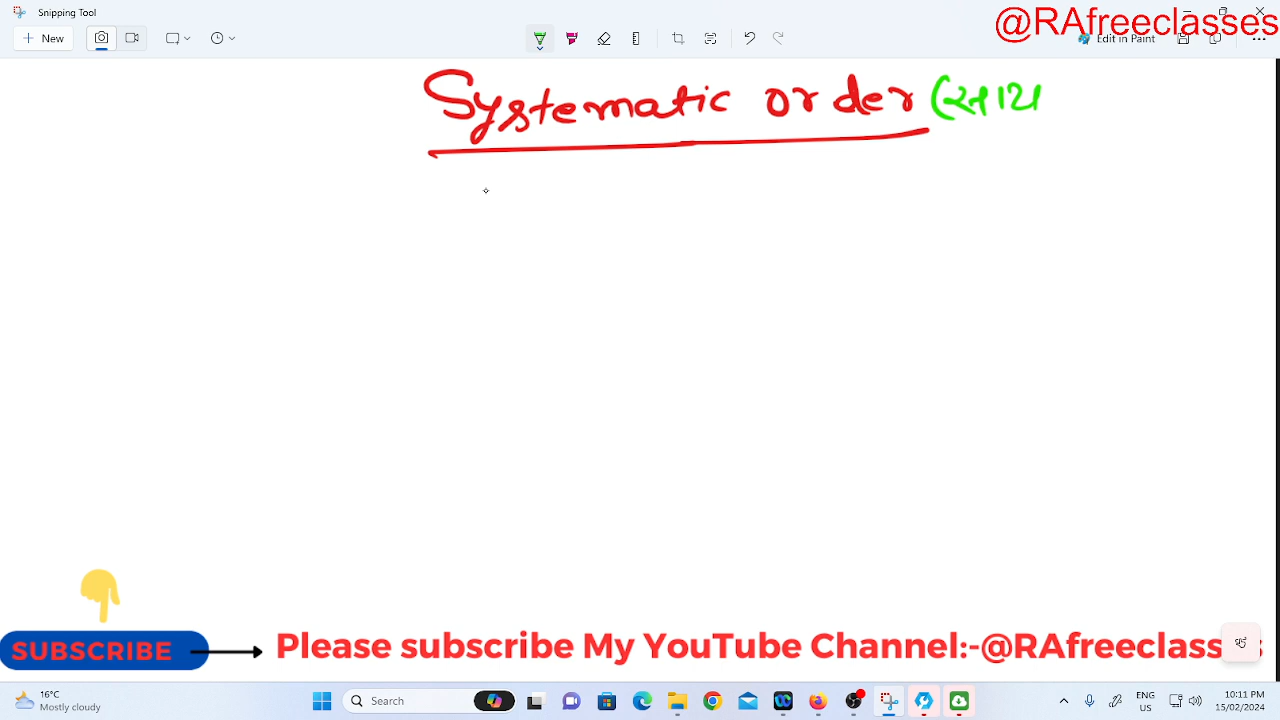 Snipping Tool
@RAfreeclasses
New
Edit in Paint
Systematic order
SUBSCRIBE
Please subscribe My YouTube Channel:-@RAfreeclasses
16°C
Mostly cloudy
Search
ENG
US
10:11 PM
15/02/2024